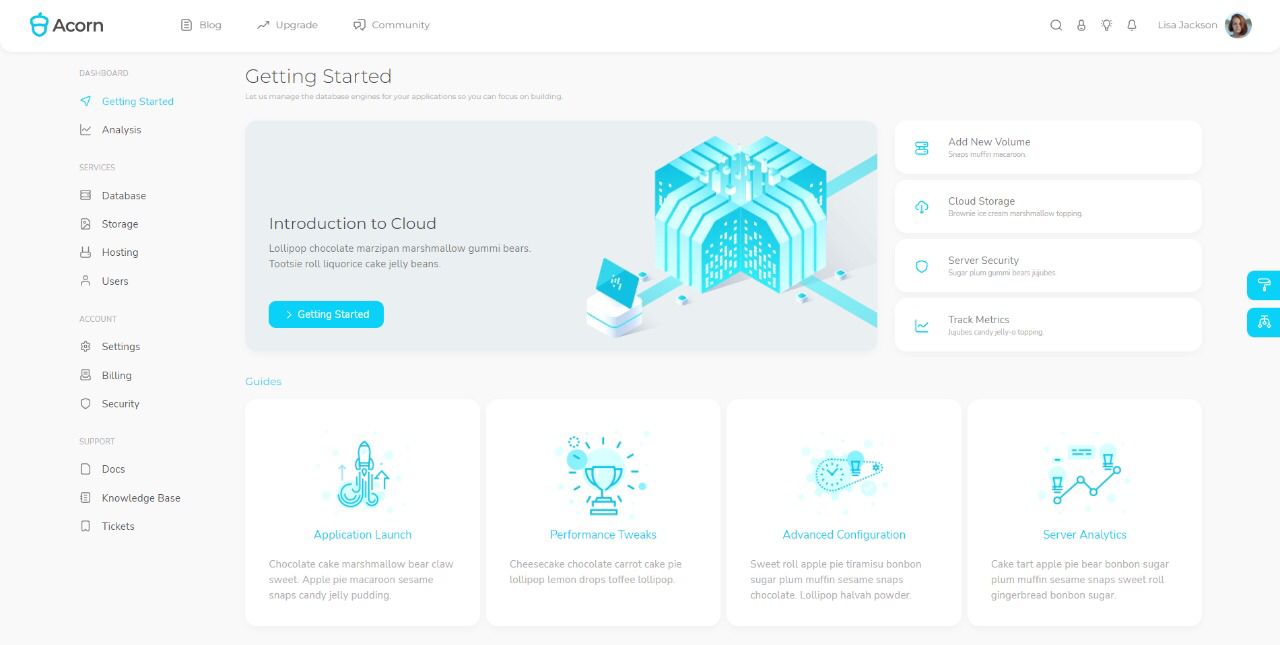 Acorn
Blog
Upgrade
Community
Lisa Jackson
DASHBOARD
Getting Started
Analysis
SERVICES
Database
Storage
Hosting
Users
ACCOUNT
Settings
Billing
Security
SUPPORT
Docs
Knowledge Base
Tickets
Getting Started
Let us manage the database engines for your applications so you can focus on building.
Introduction to Cloud
Lollipop chocolate marzipan marshmallow gummi bears.
Tootsie roll liquorice cake jelly beans.
Getting Started
Add New Volume
Snaps muffin macaroon.
Cloud Storage
Brownie ice cream marshmallow topping.
Server Security
Sugar plum gummi bears jujubes.
Track Metrics
Jujubes candy jelly-o topping.
Guides
Application Launch
Chocolate cake marshmallow bear claw
sweet. Apple pie macaroon sesame
snaps candy jelly pudding.
Performance Tweaks
Cheesecake chocolate carrot cake pie
lollipop lemon drops toffee lollipop.
Advanced Configuration
Sweet roll apple pie tiramisu bonbon
sugar plum muffin sesame snaps
chocolate. Lollipop halvah powder.
Server Analytics
Cake tart apple pie bear bonbon sugar
plum muffin sesame snaps sweet roll
gingerbread bonbon sugar.